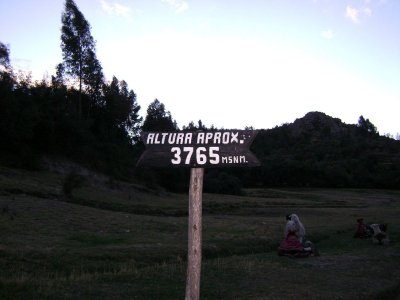 ALTURA APROX.
3765 MSNM.